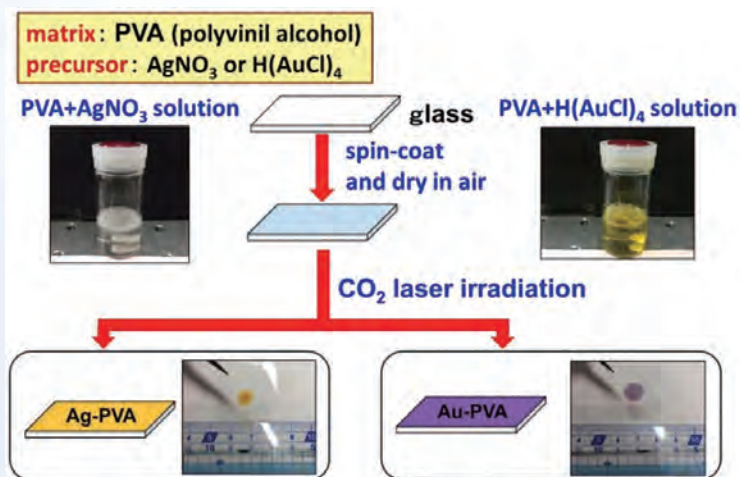 matrix: PVA (polyvinil alcohol)
precursor: AgNO₃ or H(AuCl)₄
PVA+AgNO₃ solution
glass
PVA+H(AuCl)₄ solution
spin-coat
and dry in air
CO₂ laser irradiation
Ag-PVA
Au-PVA